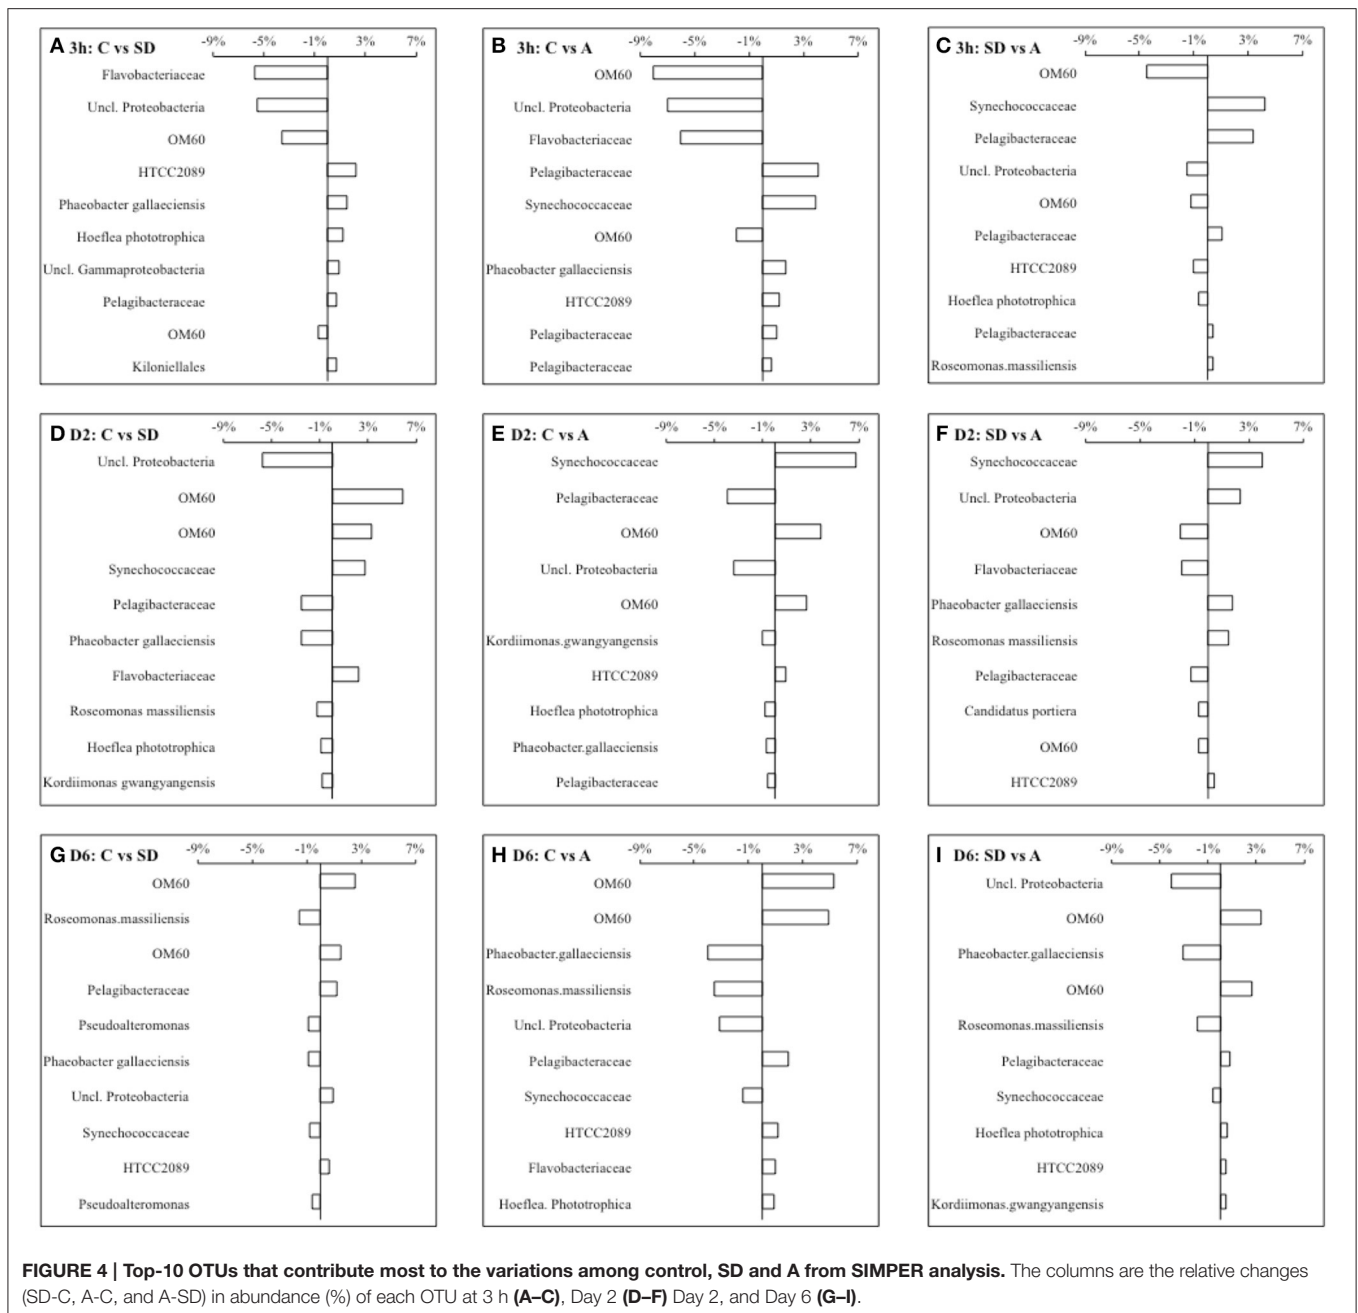 A 3h: C vs SD
-9% -5% -1% 3% 7%
Flavobacteriaceae
Uncl. Proteobacteria
OM60
HTCC2089
Phaeobacter gallaeciensis
Hoeflea phototrophica
Uncl. Gammaproteobacteria
Pelagibacteraceae
OM60
Kiloniellales
B 3h: C vs A
-9% -5% -1% 3% 7%
OM60
Uncl. Proteobacteria
Flavobacteriaceae
Pelagibacteraceae
Synechococcaceae
OM60
Phaeobacter gallaeciensis
HTCC2089
Pelagibacteraceae
Pelagibacteraceae
C 3h: SD vs A
-9% -5% -1% 3% 7%
OM60
Synechococcaceae
Pelagibacteraceae
Uncl. Proteobacteria
OM60
Pelagibacteraceae
HTCC2089
Hoeflea phototrophica
Pelagibacteraceae
Roseomonas.massiliensis
D D2: C vs SD
-9% -5% -1% 3% 7%
Uncl. Proteobacteria
OM60
OM60
Synechococcaceae
Pelagibacteraceae
Phaeobacter gallaeciensis
Flavobacteriaceae
Roseomonas massiliensis
Hoeflea phototrophica
Kordiimonas gwangyangensis
E D2: C vs A
-9% -5% -1% 3% 7%
Synechococcaceae
Pelagibacteraceae
OM60
Uncl. Proteobacteria
OM60
Kordiimonas.gwangyangensis
HTCC2089
Hoeflea phototrophica
Phaeobacter.gallaeciensis
Pelagibacteraceae
F D2: SD vs A
-9% -5% -1% 3% 7%
Synechococcaceae
Uncl. Proteobacteria
OM60
Flavobacteriaceae
Phaeobacter gallaeciensis
Roseomonas massiliensis
Pelagibacteraceae
Candidatus portiera
OM60
HTCC2089
G D6: C vs SD
-9% -5% -1% 3% 7%
OM60
Roseomonas.massiliensis
OM60
Pelagibacteraceae
Pseudoalteromonas
Phaeobacter gallaeciensis
Uncl. Proteobacteria
Synechococcaceae
HTCC2089
Pseudoalteromonas
H D6: C vs A
-9% -5% -1% 3% 7%
OM60
OM60
Phaeobacter.gallaeciensis
Roseomonas.massiliensis
Uncl. Proteobacteria
Pelagibacteraceae
Synechococcaceae
HTCC2089
Flavobacteriaceae
Hoeflea. Phototrophica
I D6: SD vs A
-9% -5% -1% 3% 7%
Uncl. Proteobacteria
OM60
Phaeobacter.gallaeciensis
OM60
Roseomonas.massiliensis
Pelagibacteraceae
Synechococcaceae
Hoeflea phototrophica
HTCC2089
Kordiimonas.gwangyangensis
FIGURE 4 | Top-10 OTUs that contribute most to the variations among control, SD and A from SIMPER analysis. The columns are the relative changes
(SD-C, A-C, and A-SD) in abundance (%) of each OTU at 3 h (A–C), Day 2 (D–F) Day 2, and Day 6 (G–I).